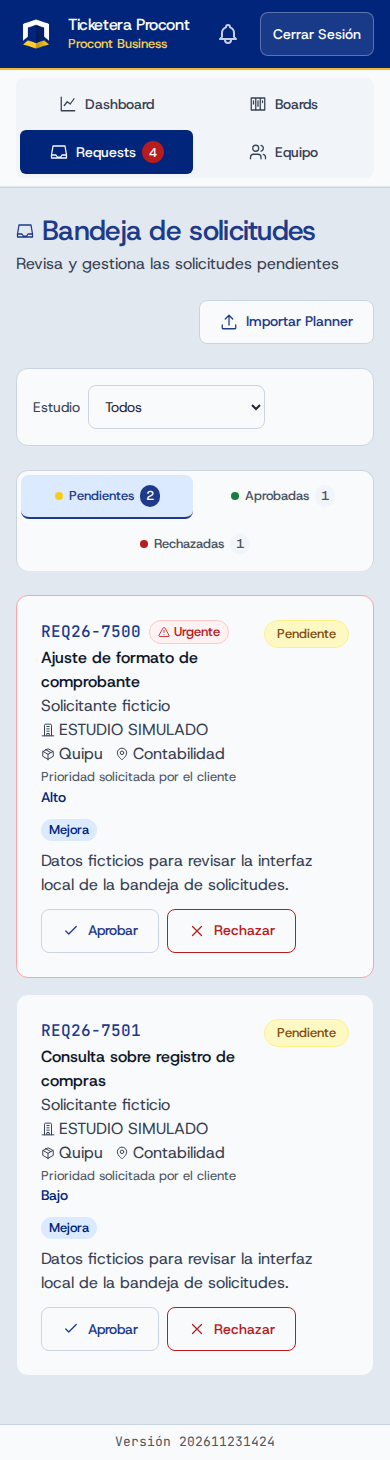 Ticketera Procont
Procont Business
Cerrar Sesión
Dashboard
Boards
Requests 4
Equipo
Bandeja de solicitudes
Revisa y gestiona las solicitudes pendientes
Importar Planner
Estudio Todos
Pendientes 2
Aprobadas 1
Rechazadas 1
REQ26-7500 Urgente Pendiente
Ajuste de formato de
comprobante
Solicitante ficticio
ESTUDIO SIMULADO
Quipu Contabilidad
Prioridad solicitada por el cliente
Alto
Mejora
Datos ficticios para revisar la interfaz
local de la bandeja de solicitudes.
Aprobar Rechazar
REQ26-7501 Pendiente
Consulta sobre registro de
compras
Solicitante ficticio
ESTUDIO SIMULADO
Quipu Contabilidad
Prioridad solicitada por el cliente
Bajo
Mejora
Datos ficticios para revisar la interfaz
local de la bandeja de solicitudes.
Aprobar Rechazar
Versión 202611231424